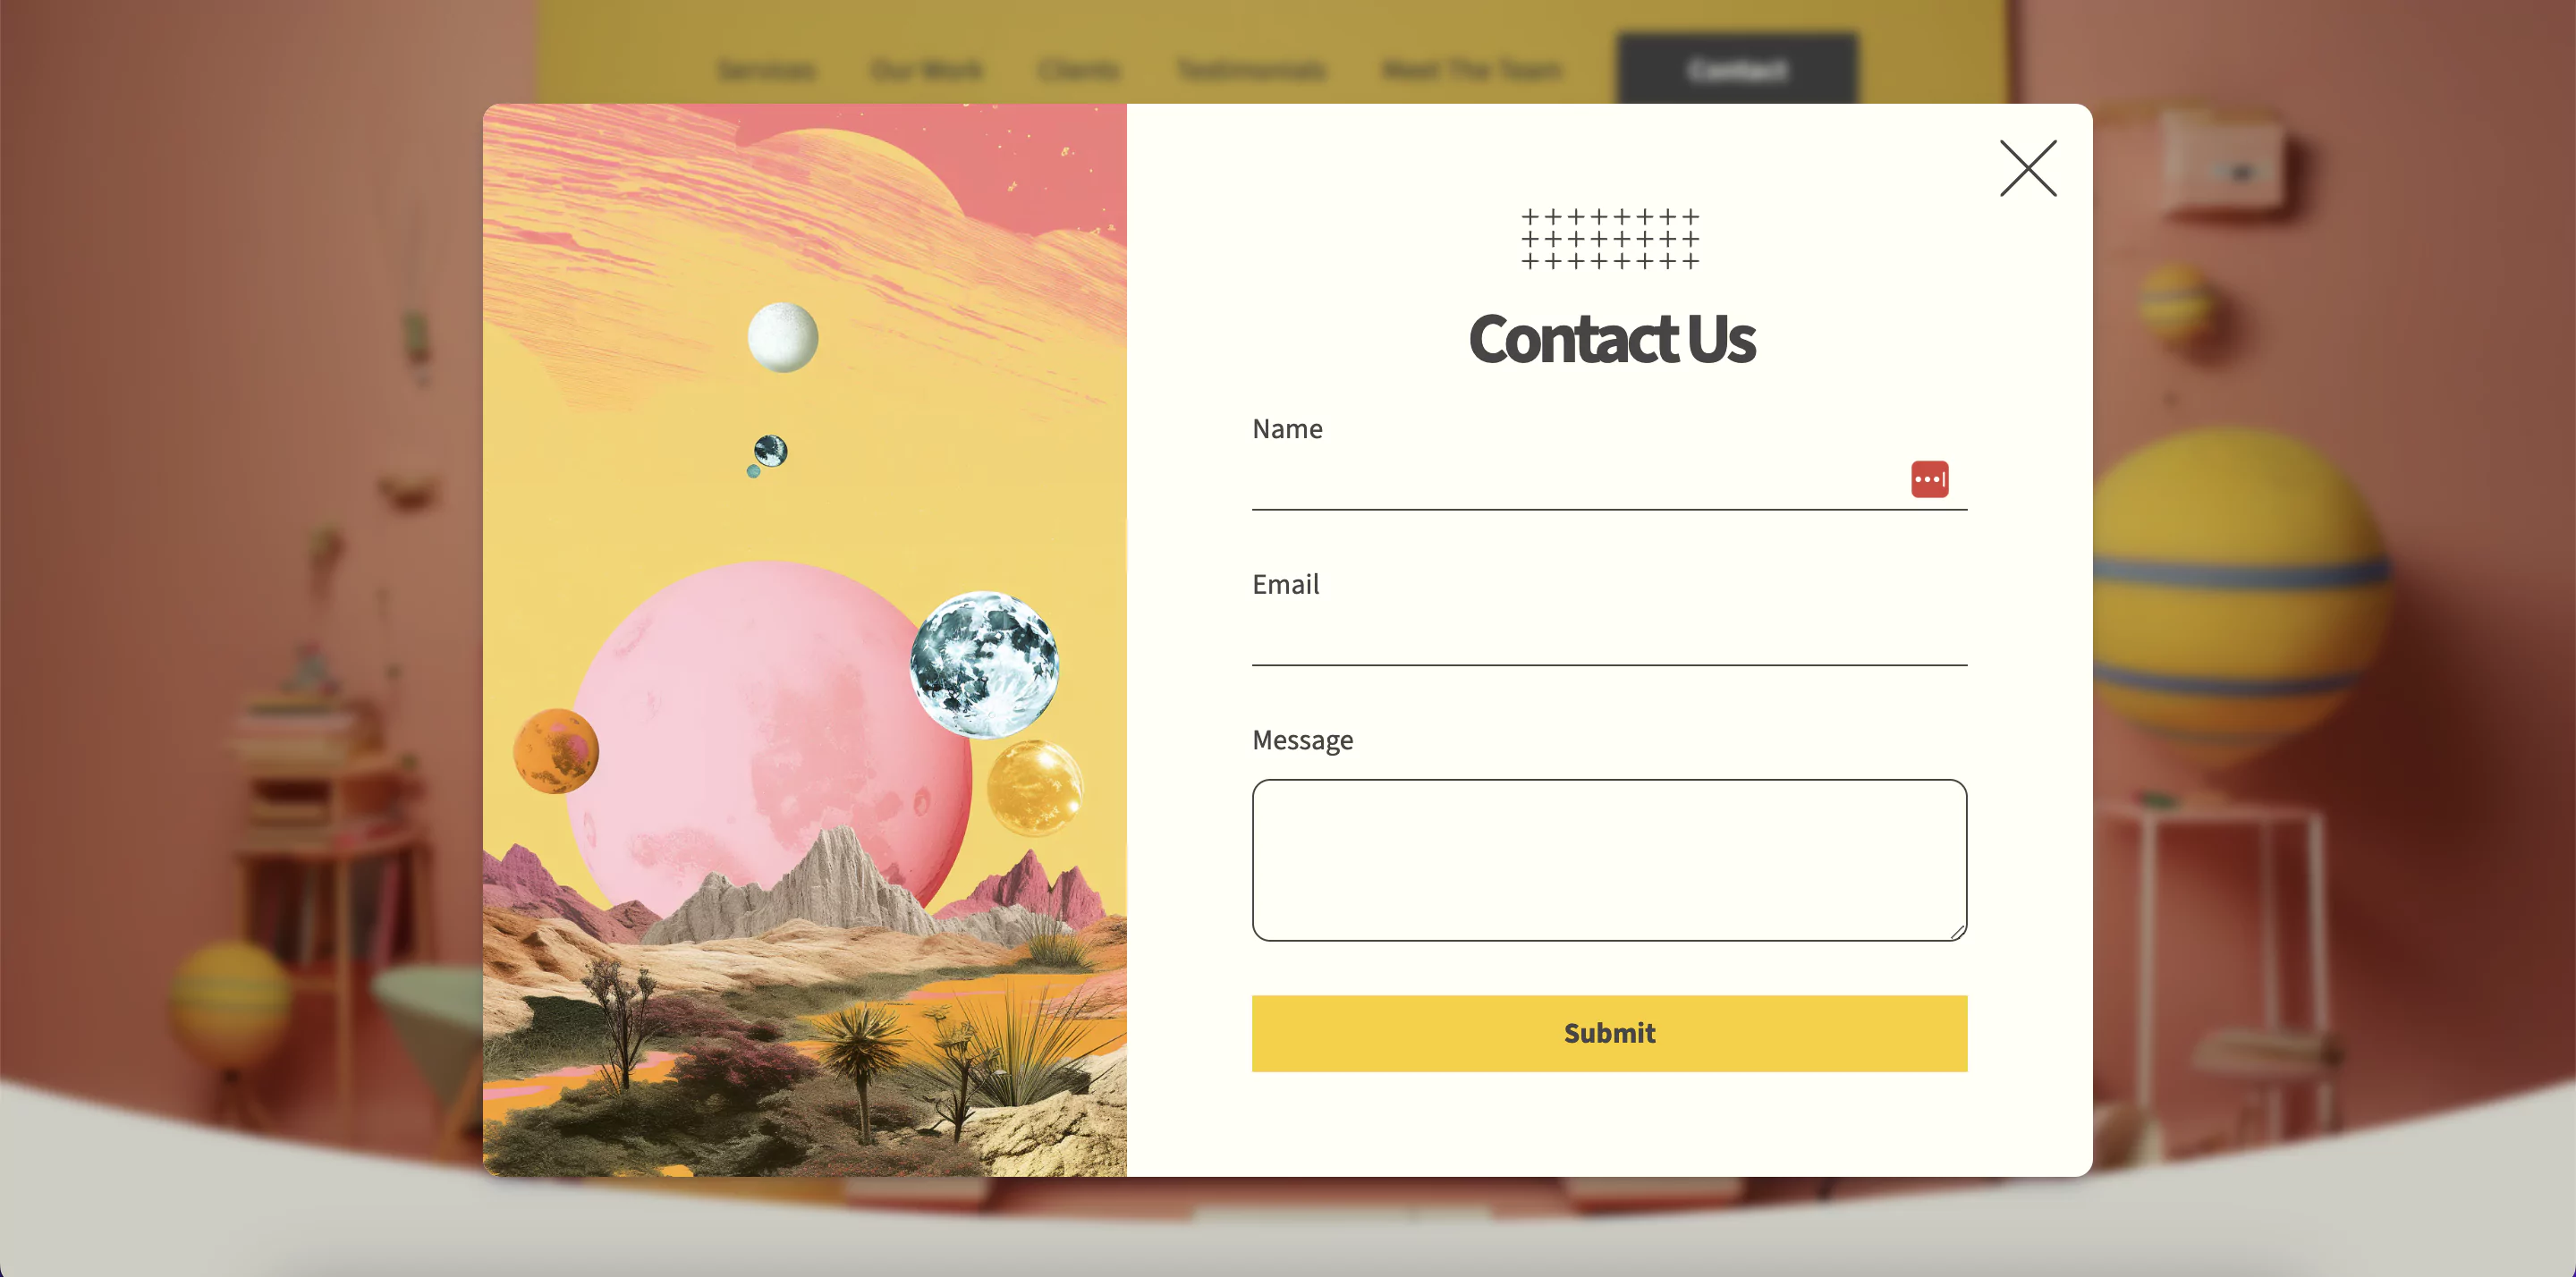 Services Our Work Clients Testimonials Meet The Team Contact
Contact Us
Name
Email
Message
Submit